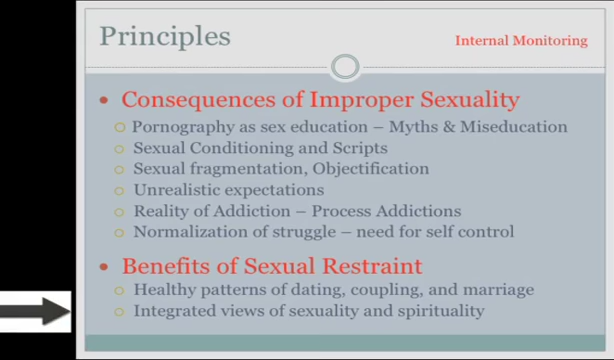 Principles
Internal Monitoring
Consequences of Improper Sexuality
Pornography as sex education – Myths & Miseducation
Sexual Conditioning and Scripts
Sexual fragmentation, Objectification
Unrealistic expectations
Reality of Addiction – Process Addictions
Normalization of struggle – need for self control
Benefits of Sexual Restraint
Healthy patterns of dating, coupling, and marriage
Integrated views of sexuality and spirituality